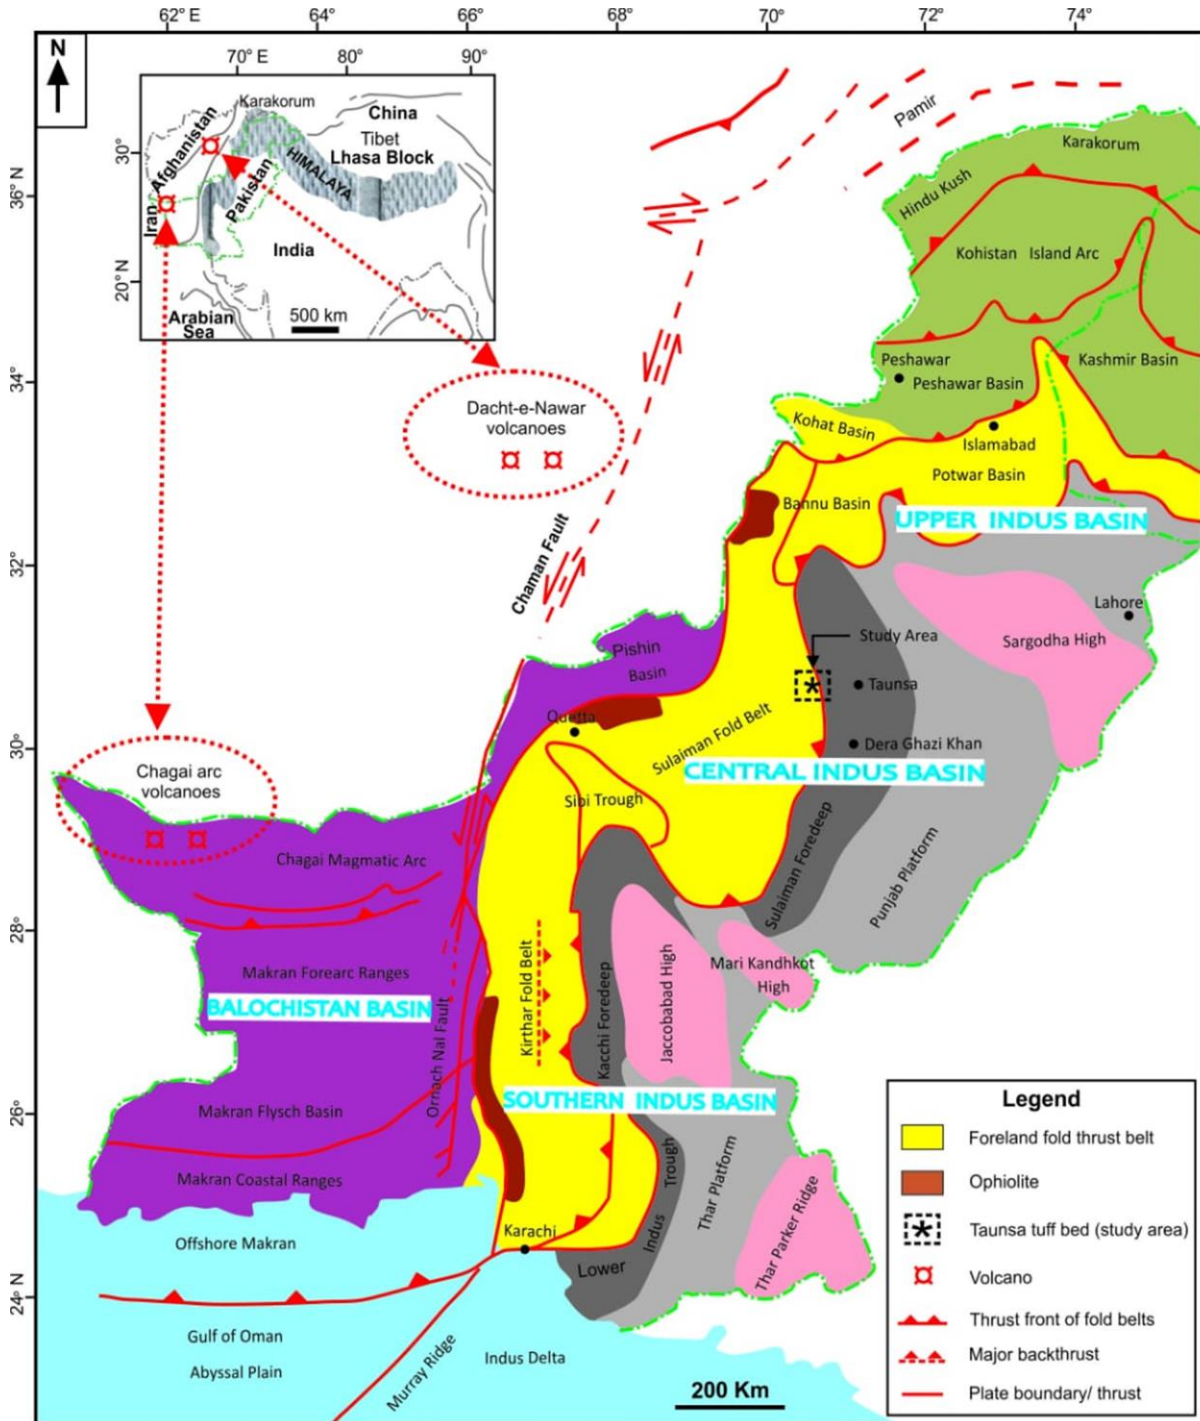 62° E
64°
66°
68°
70°
72°
74°
N
70° E
80°
90°
Karakorum
China
Afghanistan
Tibet
Lhasa Block
30°
HIMALAYA
Pakistan
Iran
India
20° N
Arabian
Sea
500 km
Pamir
Karakorum
36° N
Hindu Kush
Kohistan Island Arc
Peshawar
Kashmir Basin
34°
Peshawar Basin
Dacht-e-Nawar
volcanoes
Kohat Basin
Islamabad
Potwar Basin
Bannu Basin
UPPER INDUS BASIN
Chaman Fault
32°
Lahore
Study Area
Sargodha High
Pishin
Basin
Taunsa
Quetta
Sulaiman Fold Belt
30°
Dera Ghazi Khan
Chagai arc
volcanoes
CENTRAL INDUS BASIN
Sibi Trough
Chagai Magmatic Arc
Sulaiman Foredeep
Punjab Platform
28°
Makran Forearc Ranges
Kirthar Fold Belt
Kacchi Foredeep
Jaccobabad High
Mari Kandhkot
High
BALOCHISTAN BASIN
Ornach Nal Fault
SOUTHERN INDUS BASIN
26°
Makran Flysch Basin
Makran Coastal Ranges
Trough
Indus
Lower
Thar Platform
Thar Parker Ridge
Karachi
Offshore Makran
24° N
Gulf of Oman
Abyssal Plain
Murray Ridge
Indus Delta
200 Km
Legend
Foreland fold thrust belt
Ophiolite
Taunsa tuff bed (study area)
Volcano
Thrust front of fold belts
Major backthrust
Plate boundary/ thrust